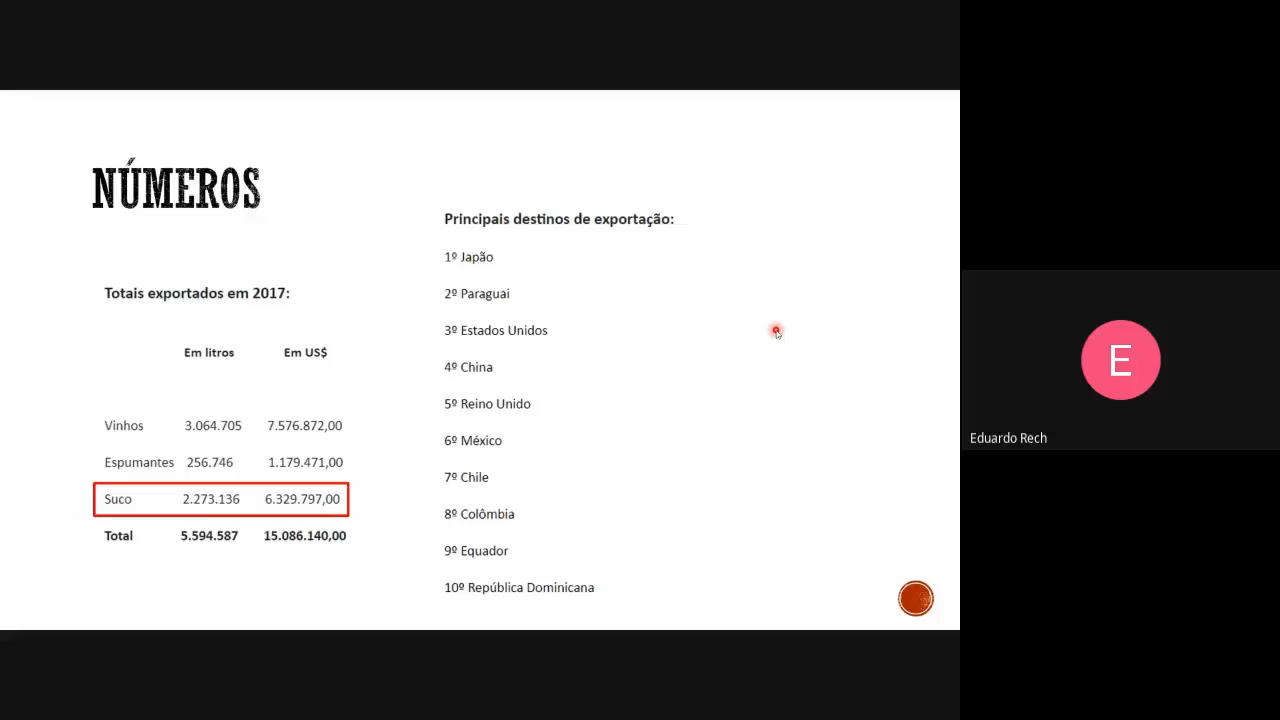 NÚMEROS
Totais exportados em 2017:
Em litros Em US$
Vinhos 3.064.705 7.576.872,00
Espumantes 256.746 1.179.471,00
Suco 2.273.136 6.329.797,00
Total 5.594.587 15.086.140,00
Principais destinos de exportação:
1º Japão
2º Paraguai
3º Estados Unidos
4º China
5º Reino Unido
6º México
7º Chile
8º Colômbia
9º Equador
10º República Dominicana
E
Eduardo Rech